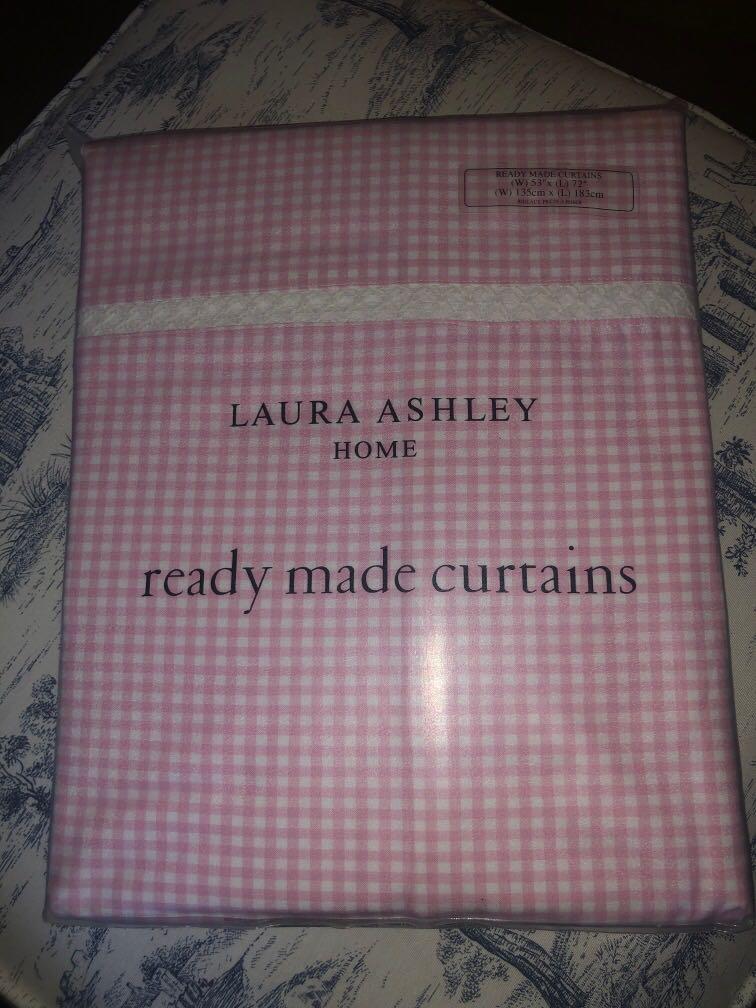 READY MADE CURTAINS
(W) 53"x (L) 72"
(W) 135cm x (L) 183cm
LAURA ASHLEY
HOME
ready made curtains